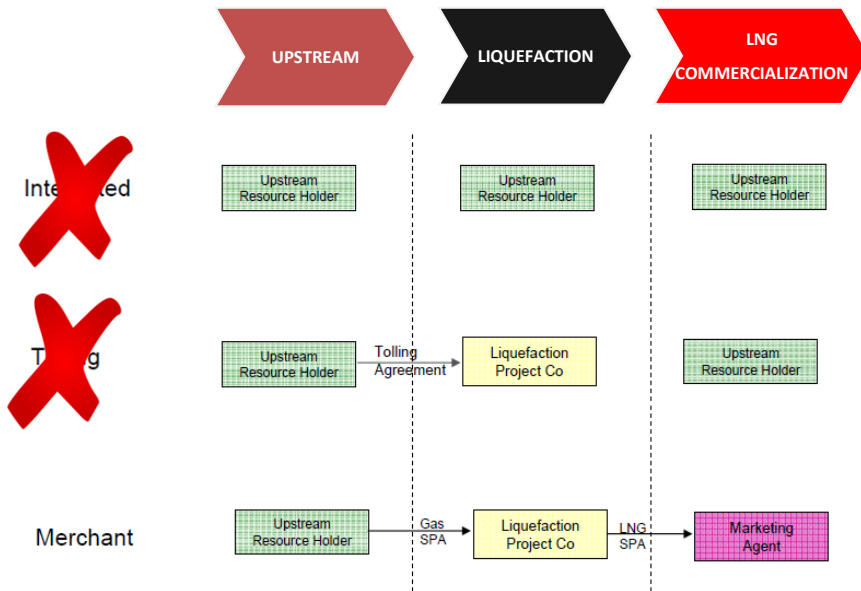 UPSTREAM
LIQUEFACTION
LNG
COMMERCIALIZATION
Upstream
Resource Holder
Upstream
Resource Holder
Upstream
Resource Holder
Upstream
Resource Holder
Tolling
Agreement
Liquefaction
Project Co
Upstream
Resource Holder
Merchant
Upstream
Resource Holder
Gas
SPA
Liquefaction
Project Co
LNG
SPA
Marketing
Agent